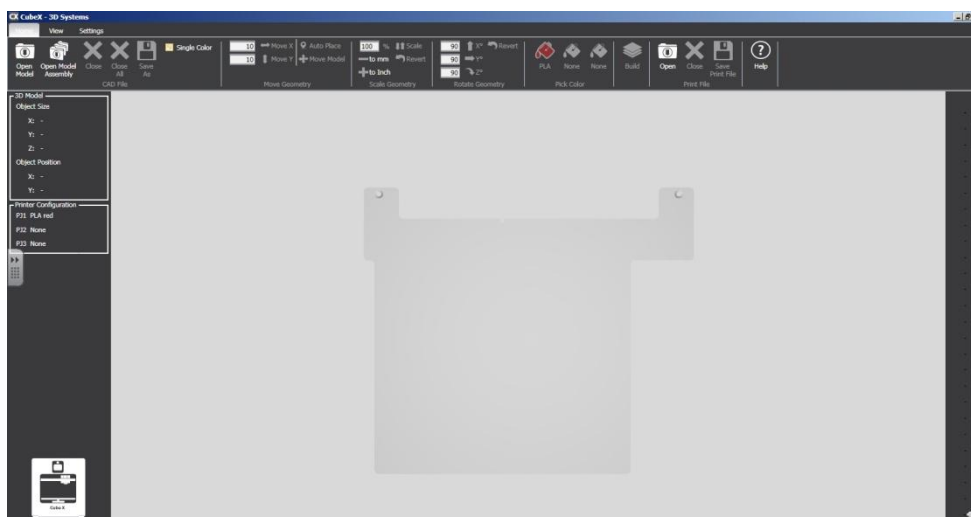 CubeX - 3D Systems
View Settings
Open Model
Open Model Assembly
Close
Close All
Save As
CAD File
Single Color
10 Move X
10 Move Y
Auto Place
Move Model
Move Geometry
100 % Scale
to mm Revert
to Inch
Scale Geometry
90 X° Revert
90 Y°
90 Z°
Rotate Geometry
PLA
None
None
Pick Color
Build
Open
Close
Save Print File
Print File
Help
3D Model
Object Size
X: -
Y: -
Z: -
Object Position
X: -
Y: -
Printer Configuration
PJ1 PLA red
PJ2 None
PJ3 None
Cube X